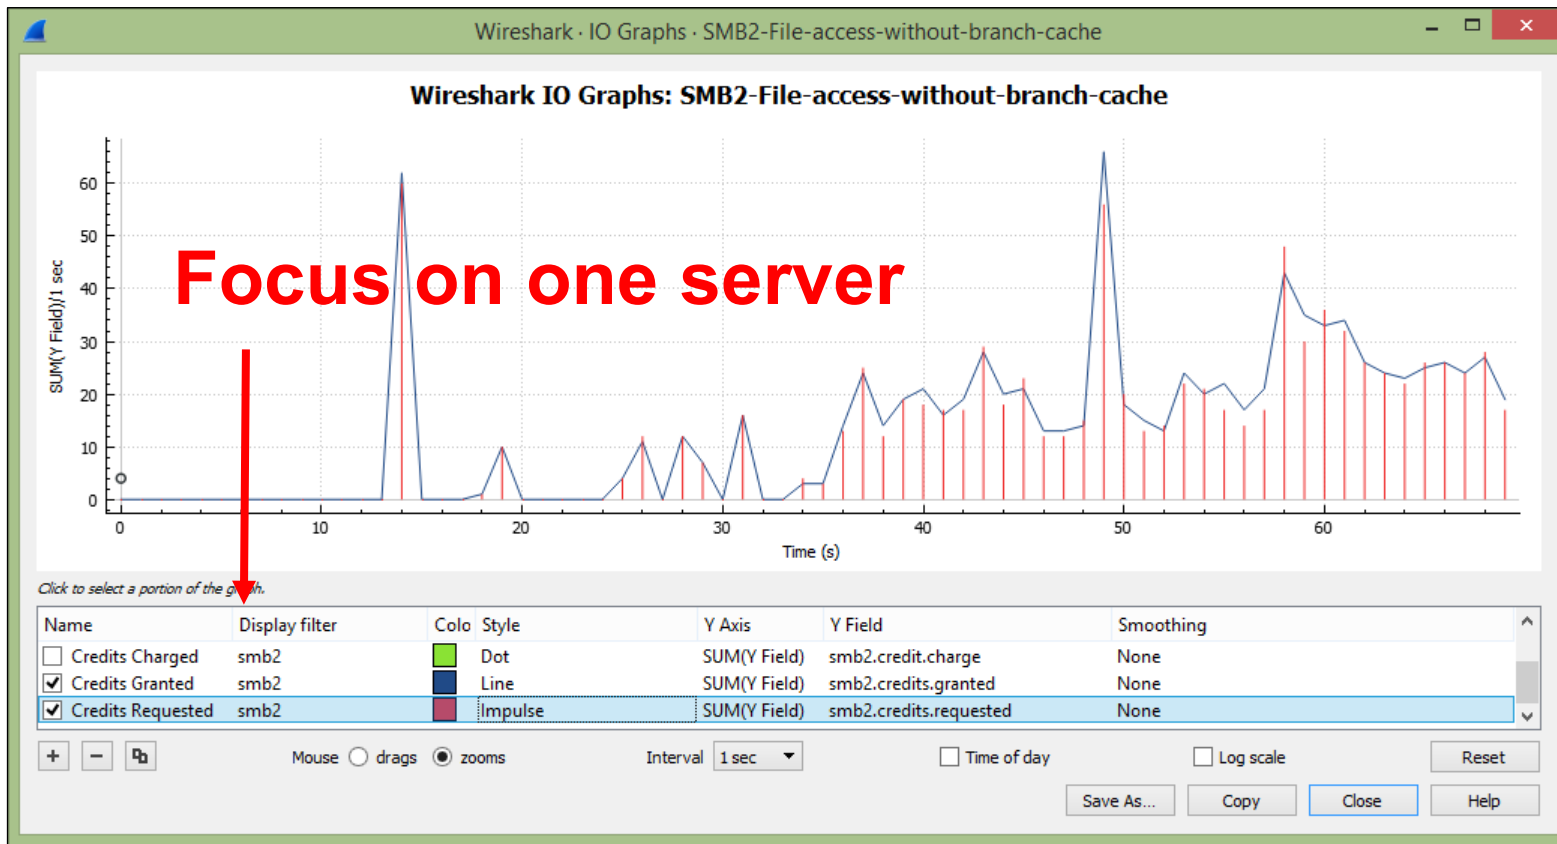 Wireshark · IO Graphs · SMB2-File-access-without-branch-cache
Wireshark IO Graphs: SMB2-File-access-without-branch-cache
SUM(Y Field)/1 sec
60
50
40
30
20
10
0
Focus on one server
0 10 20 30 40 50 60
Time (s)
Click to select a portion of the graph.
Name Display filter Colo Style Y Axis Y Field Smoothing
Credits Charged smb2 Dot SUM(Y Field) smb2.credit.charge None
Credits Granted smb2 Line SUM(Y Field) smb2.credits.granted None
Credits Requested smb2 Impulse SUM(Y Field) smb2.credits.requested None
Mouse drags zooms Interval 1 sec Time of day Log scale Reset
Save As... Copy Close Help